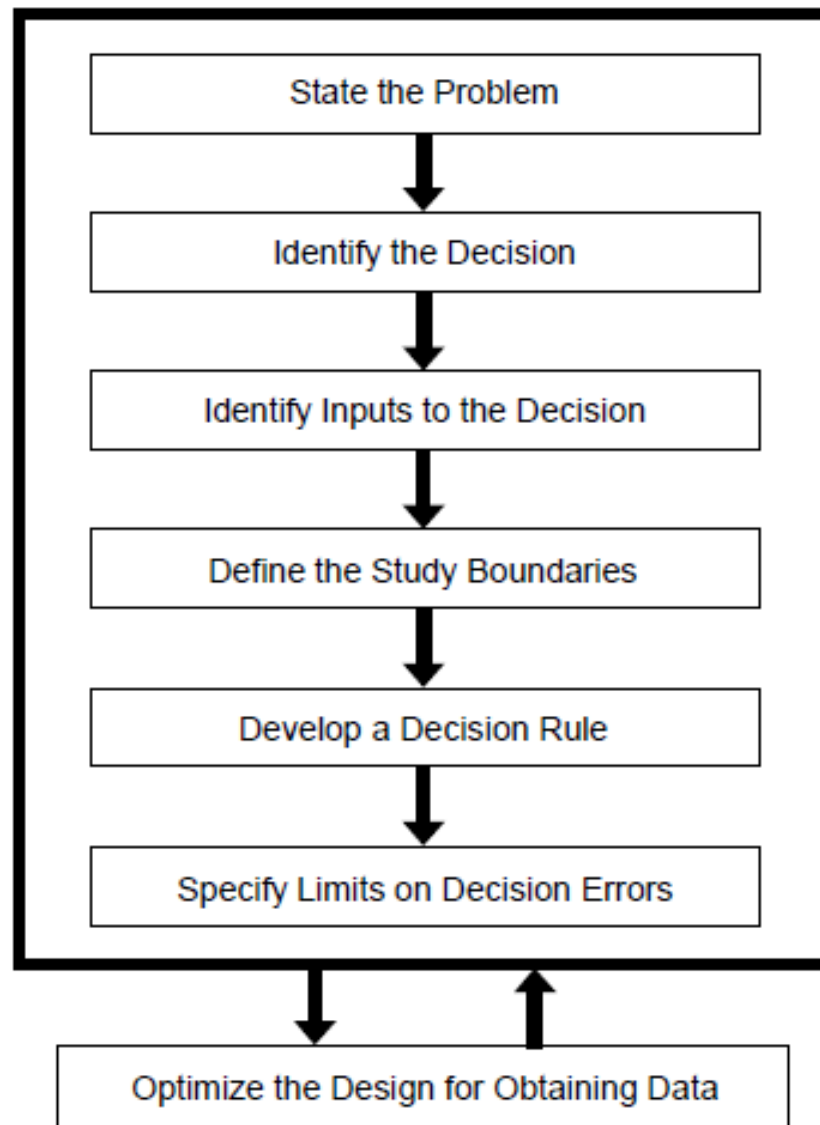 State the Problem
Identify the Decision
Identify Inputs to the Decision
Define the Study Boundaries
Develop a Decision Rule
Specify Limits on Decision Errors
Optimize the Design for Obtaining Data